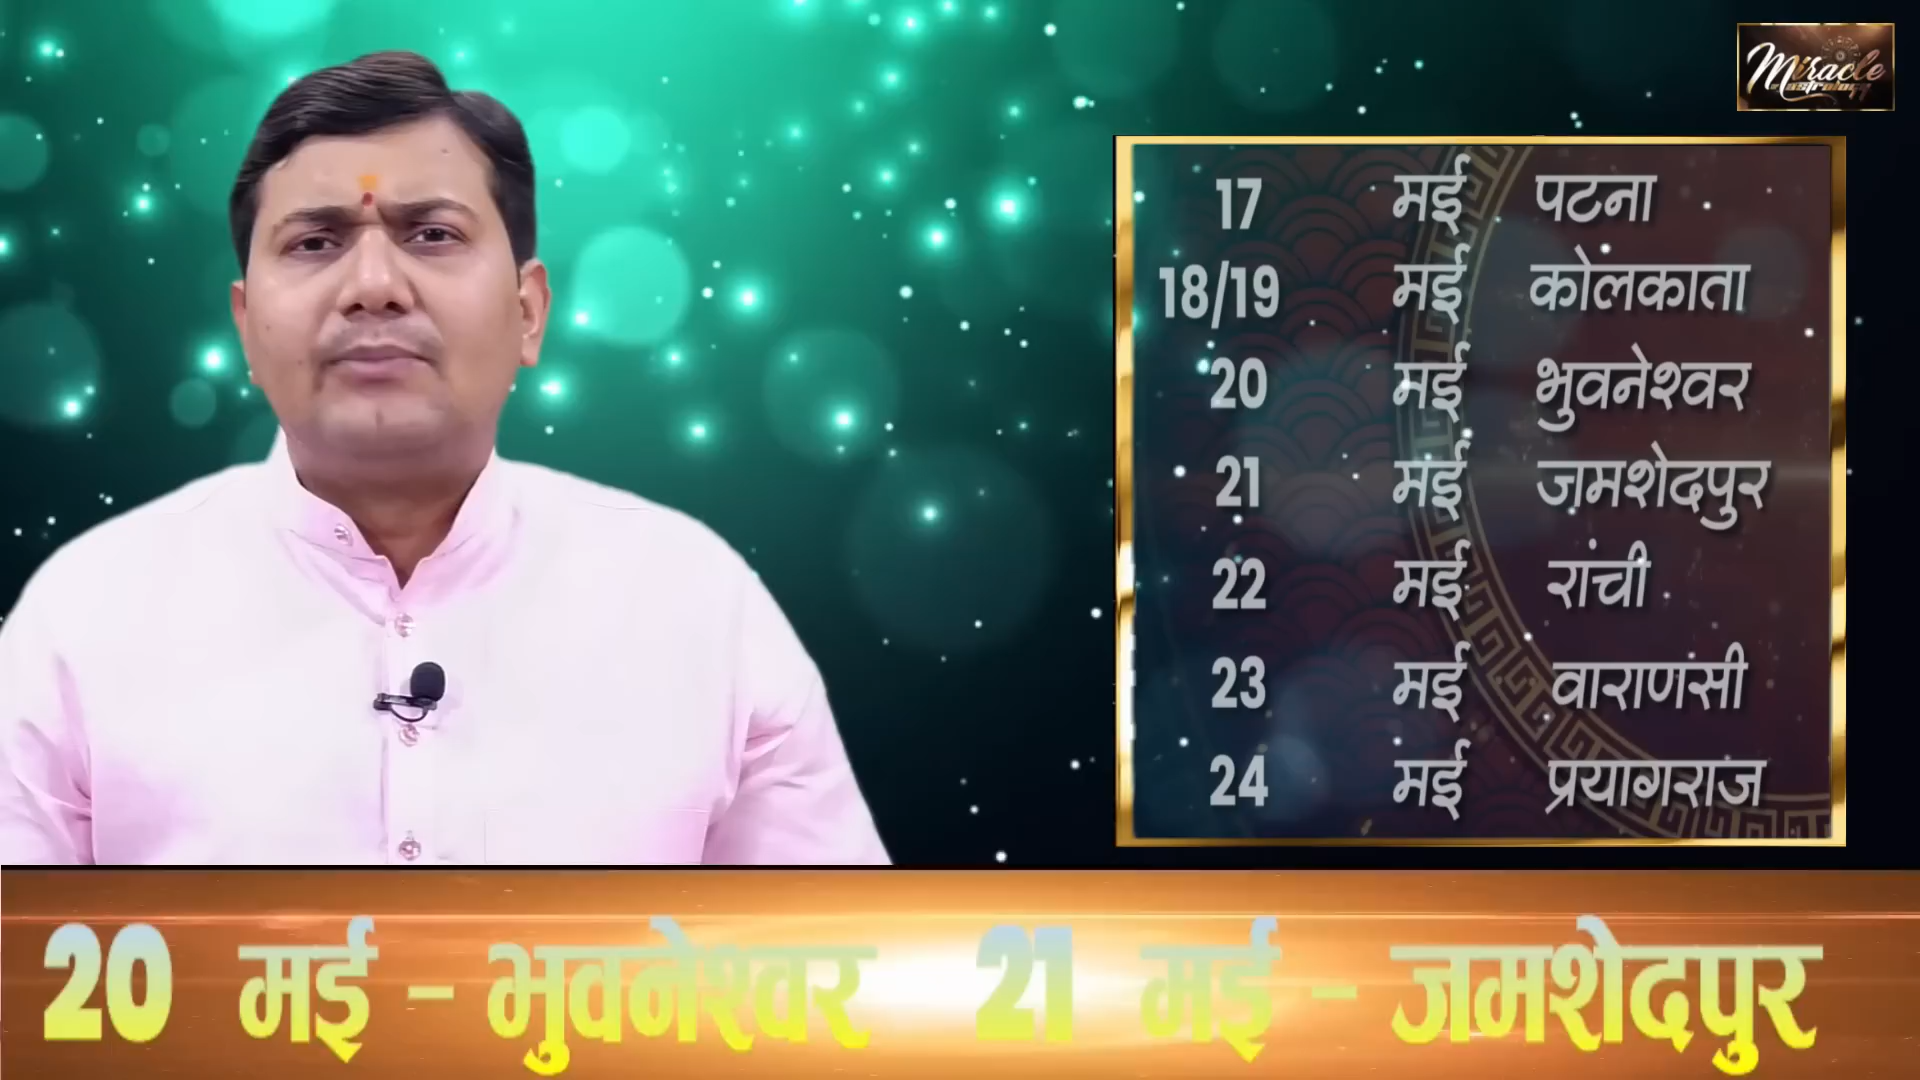 Miracle
astrology
17 मई पटना
18/19 मई कोलकाता
20 मई भुवनेश्वर
21 मई जमशेदपुर
22 मई रांची
23 मई वाराणसी
24 मई प्रयागराज
20 मई - भुवनेश्वर 21 मई - जमशेदपुर